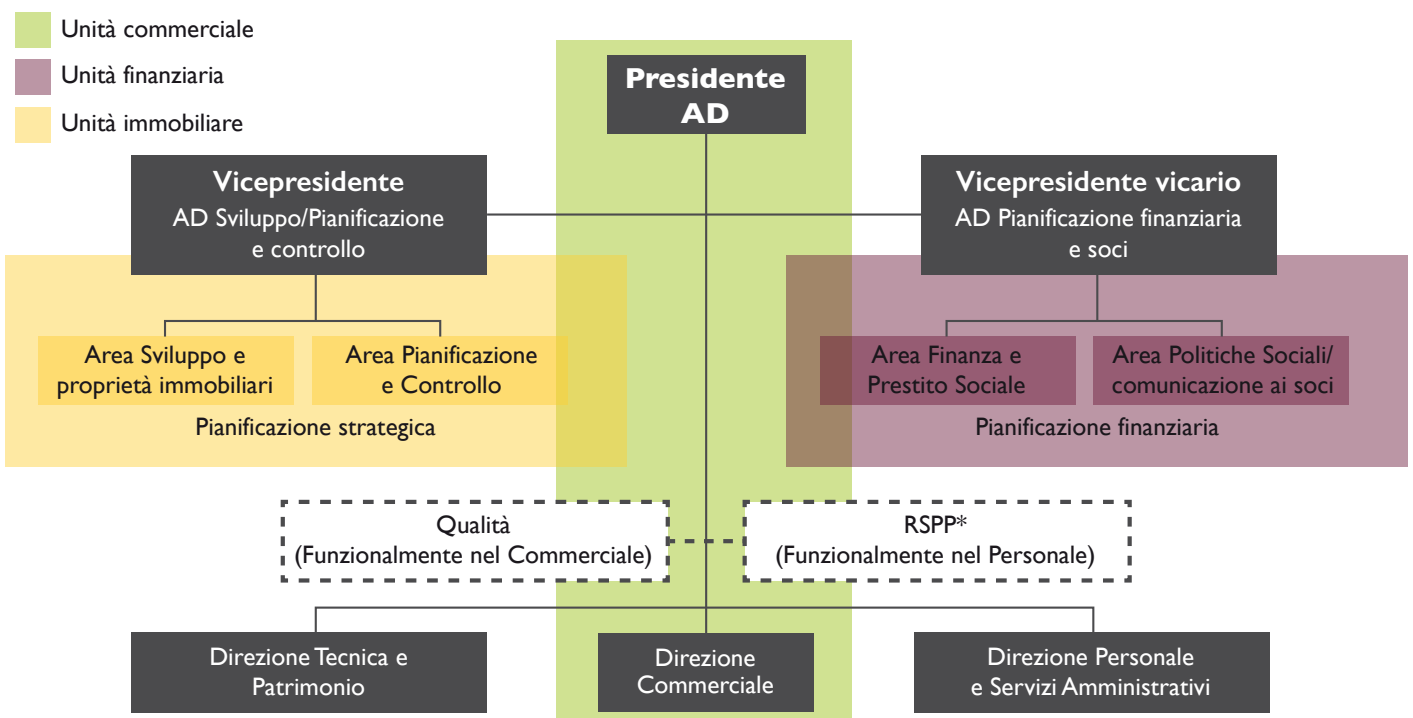 Unità commerciale
Unità finanziaria
Unità immobiliare
Presidente
AD
Vicepresidente
AD Sviluppo/Pianificazione
e controllo
Vicepresidente vicario
AD Pianificazione finanziaria
e soci
Area Sviluppo e
proprietà immobiliari
Area Pianificazione
e Controllo
Pianificazione strategica
Area Finanza e
Prestito Sociale
Area Politiche Sociali/
comunicazione ai soci
Pianificazione finanziaria
Qualità
(Funzionalmente nel Commerciale)
RSPP*
(Funzionalmente nel Personale)
Direzione Tecnica e
Patrimonio
Direzione
Commerciale
Direzione Personale
e Servizi Amministrativi